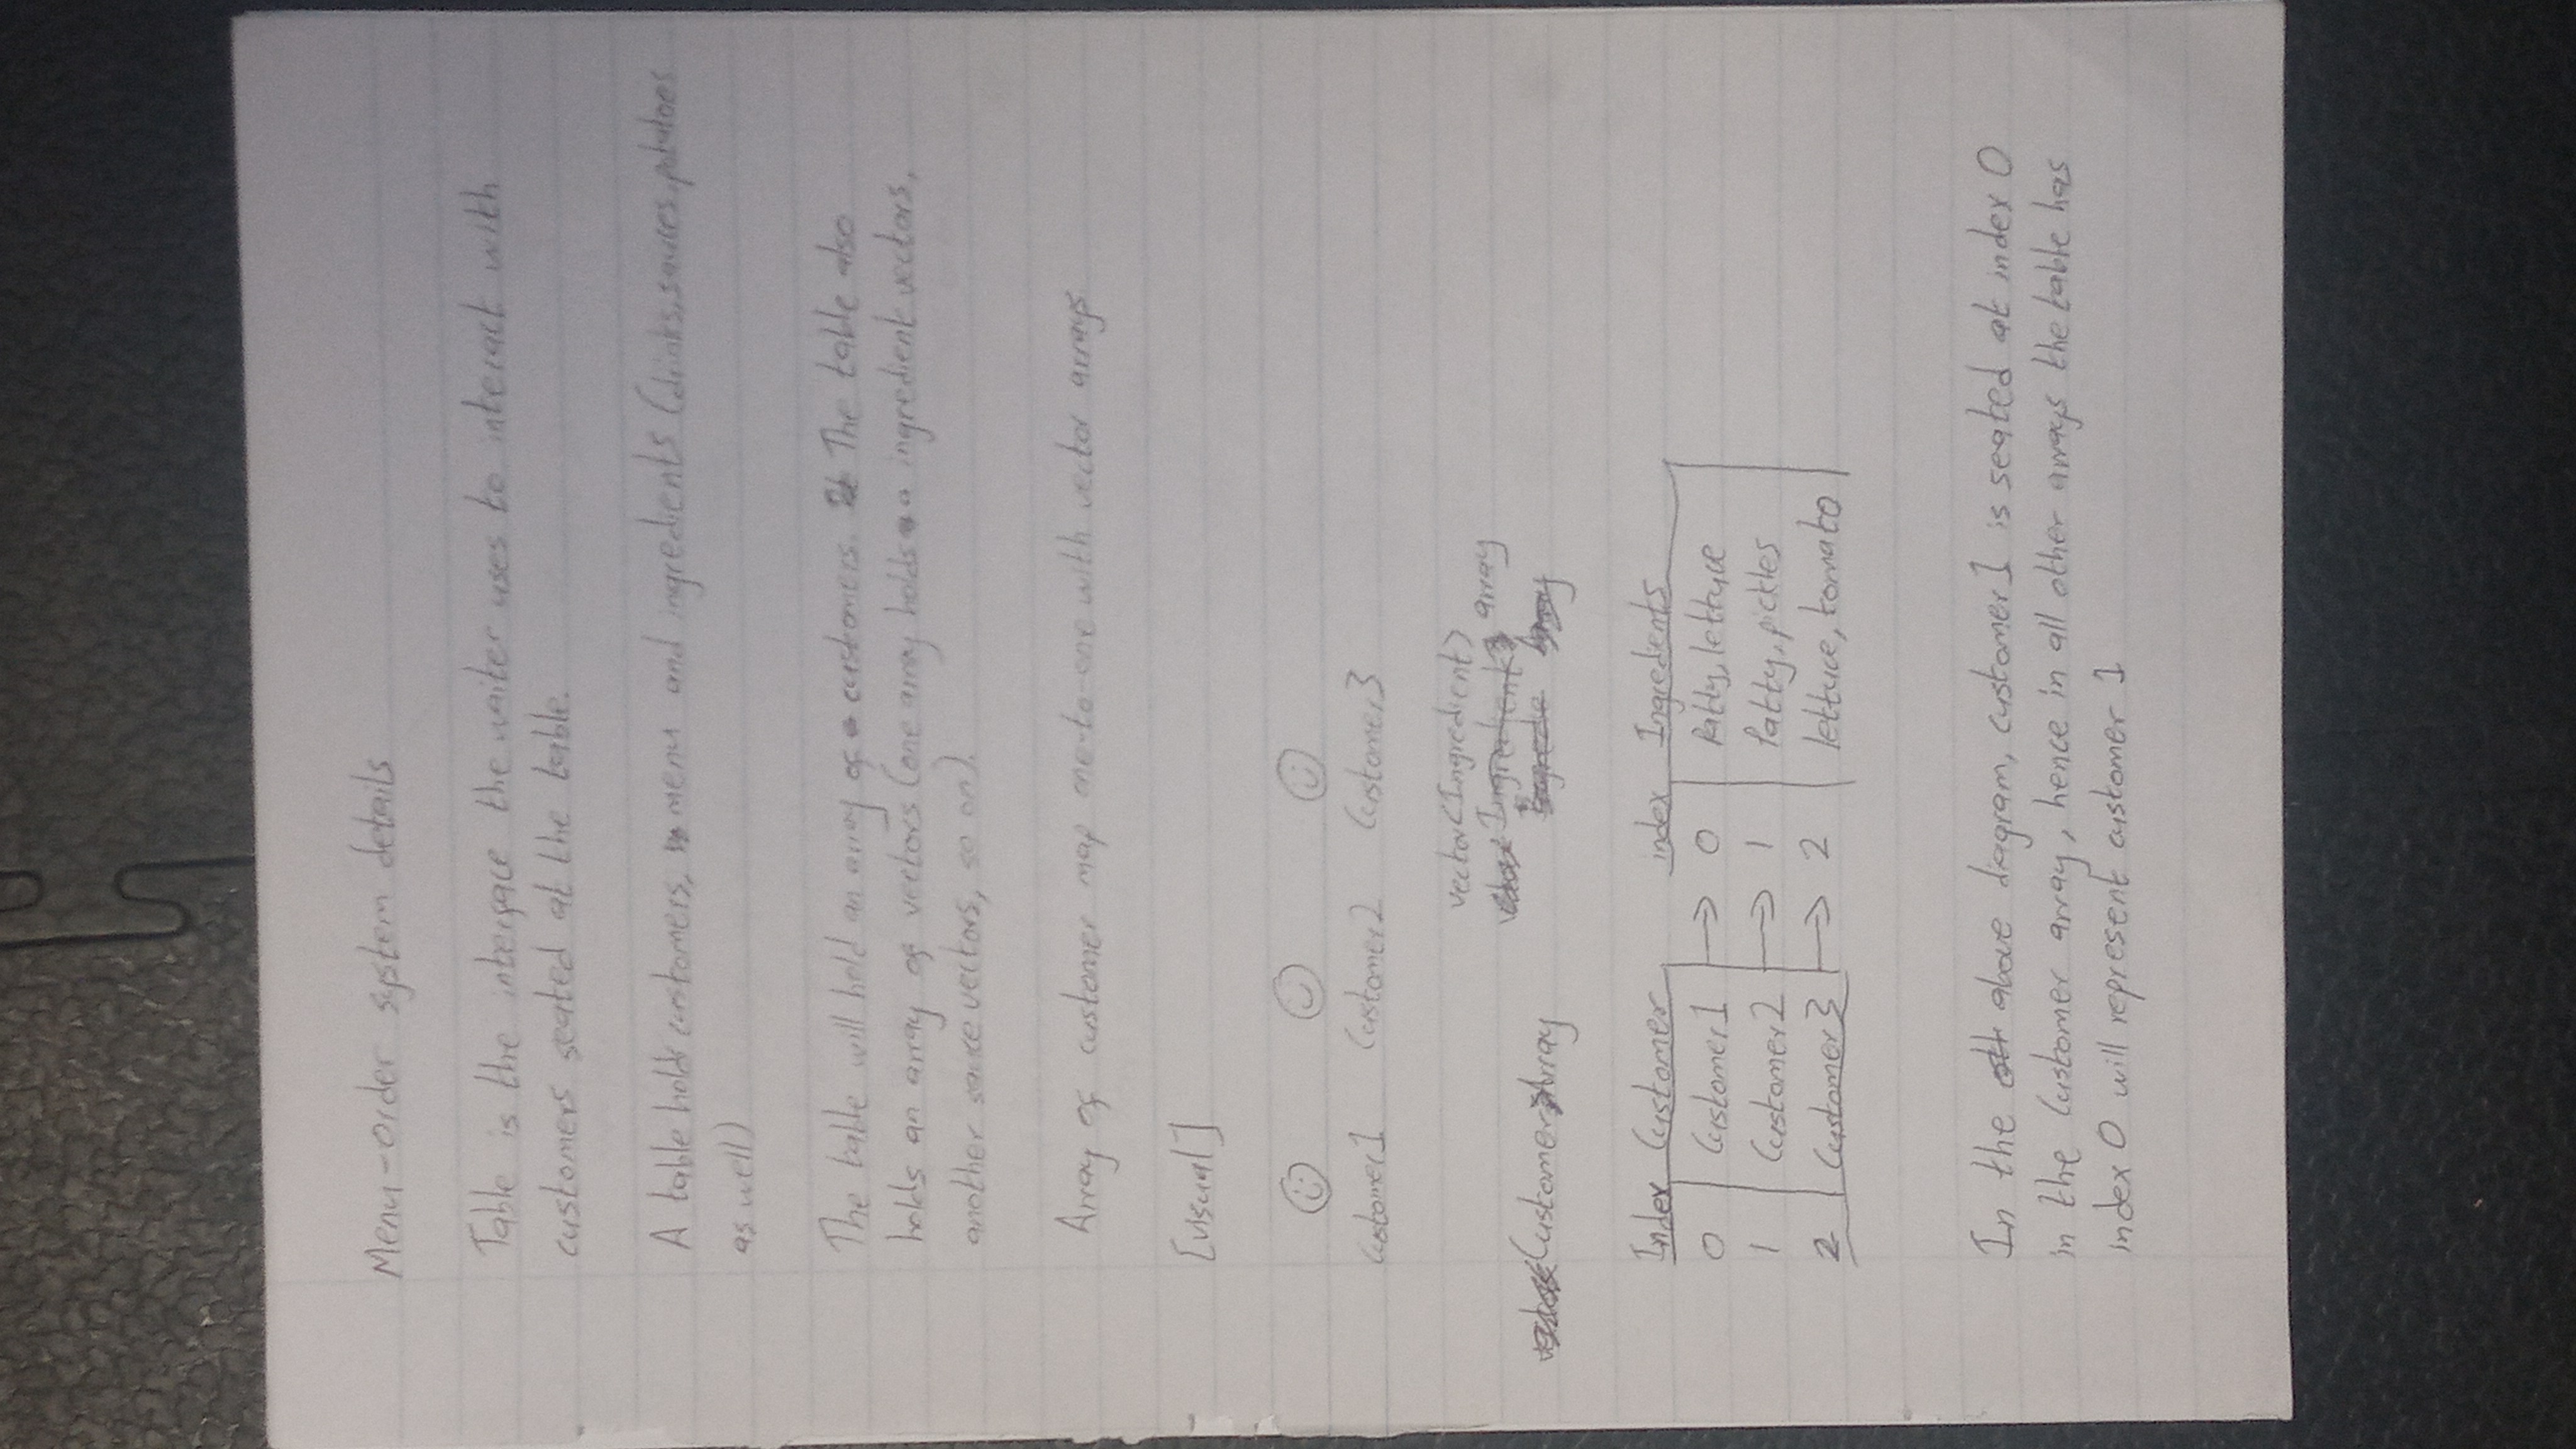 Menu-order system details
Table is the interface the waiter uses to interact with
customers seated at the table.
A table holds customers, menu and ingredients (drinks, sauces, potatoes
as well)
The table will hold an array of customers. The table also
holds an array of vectors (one array holds a ingredient vectors,
another sauce vectors, so on).
Array of customer map one-to-one with vector arrays
[visual]
Customer1 Customer2 Customer3
vector<Ingredient>
array
Customer Array
Index Customer index Ingredients
0 Customer1 → 0 Patty, lettuce
1 Customer2 → 1 Patty, pickles
2 Customer3 → 2 lettuce, tomato
In the above diagram, customer1 is seated at index 0
in the Customer array, hence in all other arrays the table has
index 0 will represent customer 1